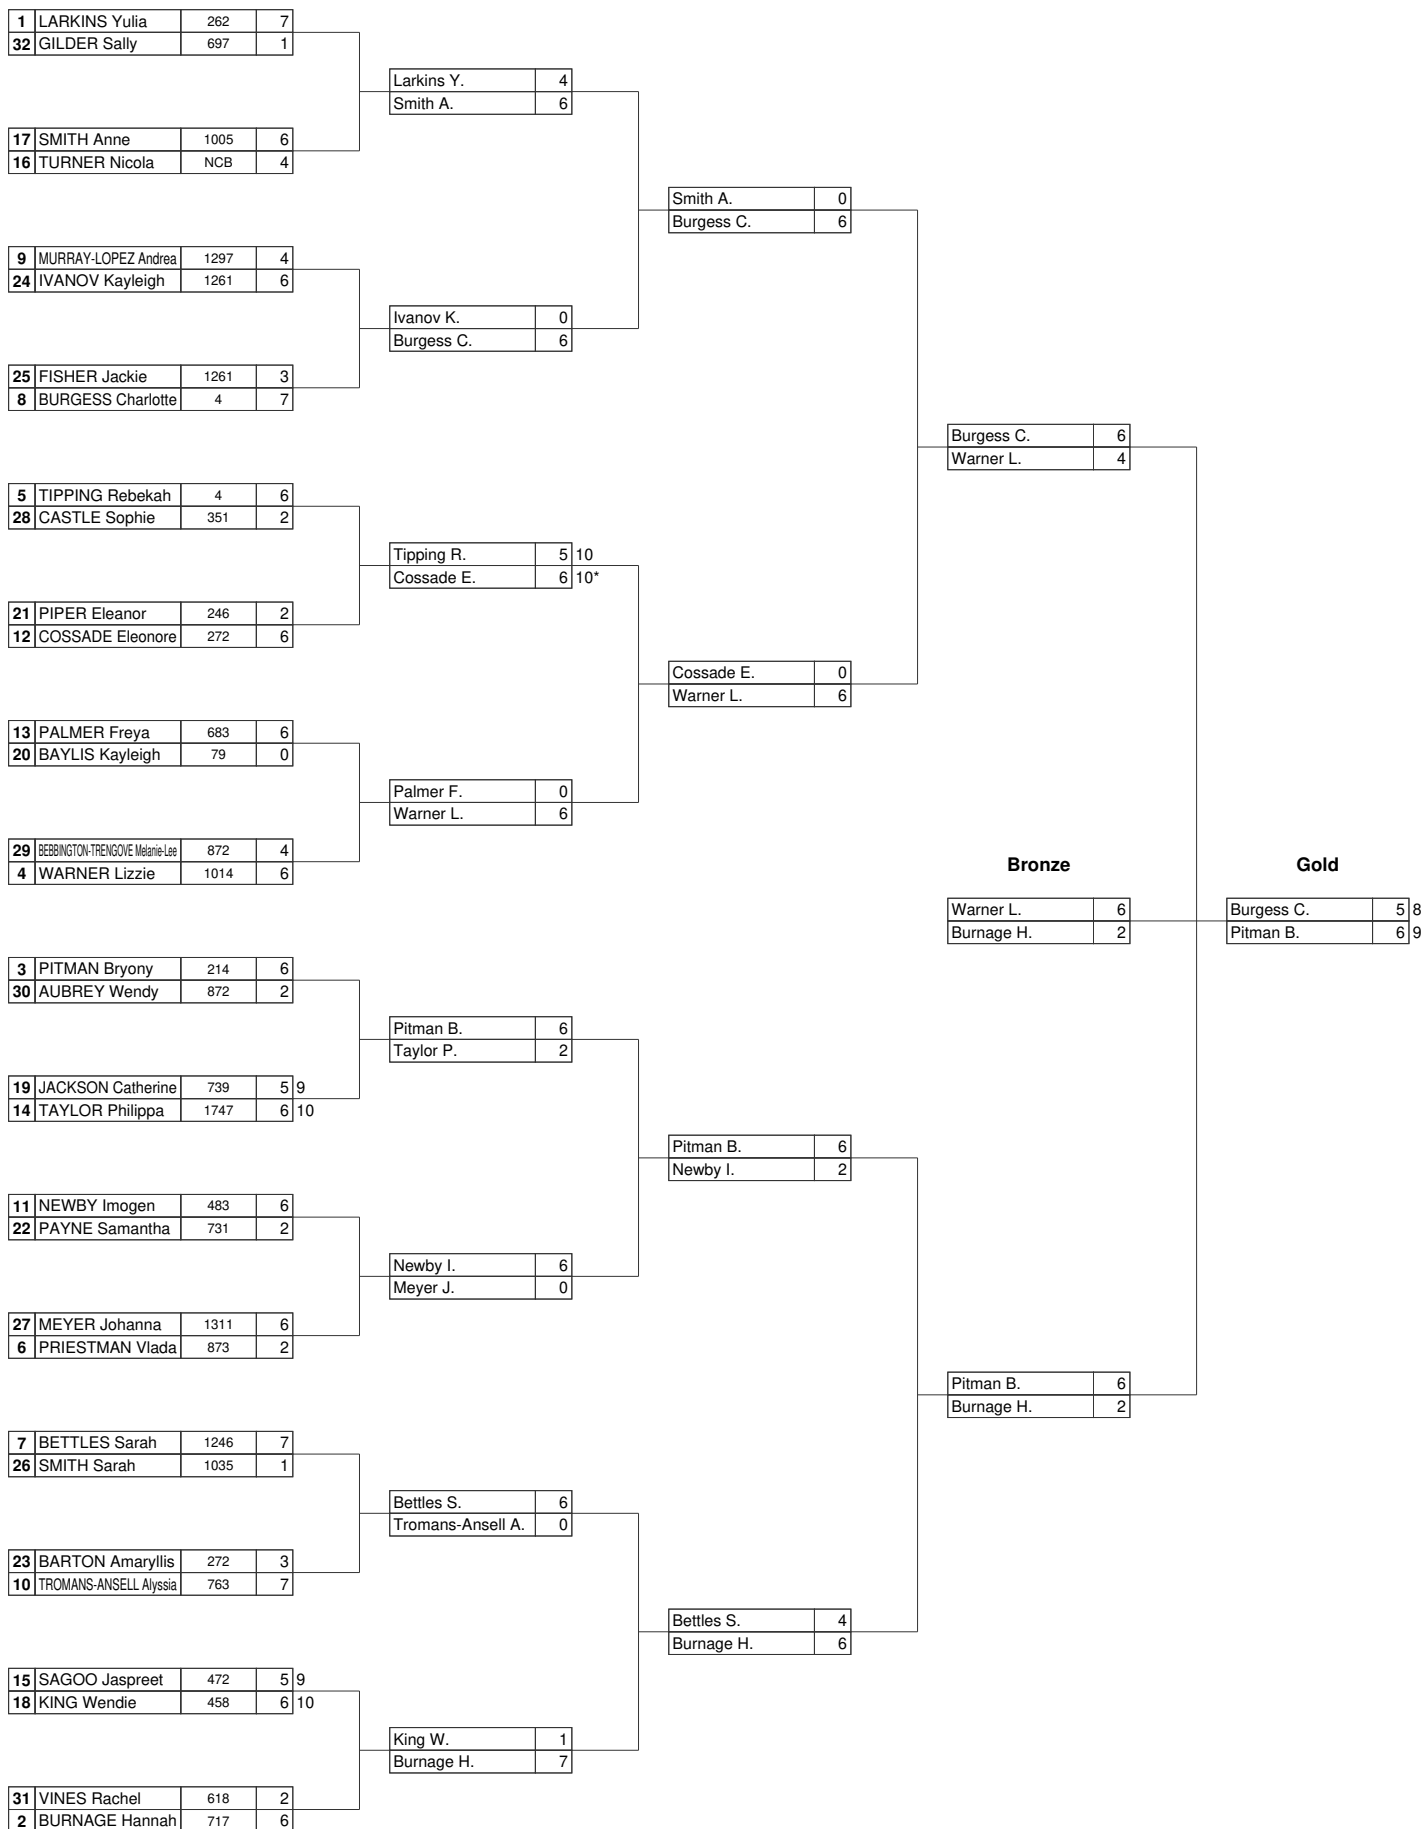 1 LARKINS Yulia 262 7
32 GILDER Sally 697 1
Larkins Y. 4
Smith A. 6
17 SMITH Anne 1005 6
16 TURNER Nicola NCB 4
Smith A. 0
Burgess C. 6
9 MURRAY-LOPEZ Andrea 1297 4
24 IVANOV Kayleigh 1261 6
Ivanov K. 0
Burgess C. 6
25 FISHER Jackie 1261 3
8 BURGESS Charlotte 4 7
Burgess C. 6
Warner L. 4
5 TIPPING Rebekah 4 6
28 CASTLE Sophie 351 2
Tipping R. 5 10
Cossade E. 6 10*
21 PIPER Eleanor 246 2
12 COSSADE Eleonore 272 6
Cossade E. 0
Warner L. 6
13 PALMER Freya 683 6
20 BAYLIS Kayleigh 79 0
Palmer F. 0
Warner L. 6
29 BEBBINGTON-TRENGOVE Melanie-Lee 872 4
4 WARNER Lizzie 1014 6
Bronze Gold
Warner L. 6 Burgess C. 5 8
Burnage H. 2 Pitman B. 6 9
3 PITMAN Bryony 214 6
30 AUBREY Wendy 872 2
Pitman B. 6
Taylor P. 2
19 JACKSON Catherine 739 5 9
14 TAYLOR Philippa 1747 6 10
Pitman B. 6
Newby I. 2
11 NEWBY Imogen 483 6
22 PAYNE Samantha 731 2
Newby I. 6
Meyer J. 0
27 MEYER Johanna 1311 6
6 PRIESTMAN Vlada 873 2
Pitman B. 6
Burnage H. 2
7 BETTLES Sarah 1246 7
26 SMITH Sarah 1035 1
Bettles S. 6
Tromans-Ansell A. 0
23 BARTON Amaryllis 272 3
10 TROMANS-ANSELL Alyssia 763 7
Bettles S. 4
Burnage H. 6
15 SAGOO Jaspreet 472 5 9
18 KING Wendie 458 6 10
King W. 1
Burnage H. 7
31 VINES Rachel 618 2
2 BURNAGE Hannah 717 6